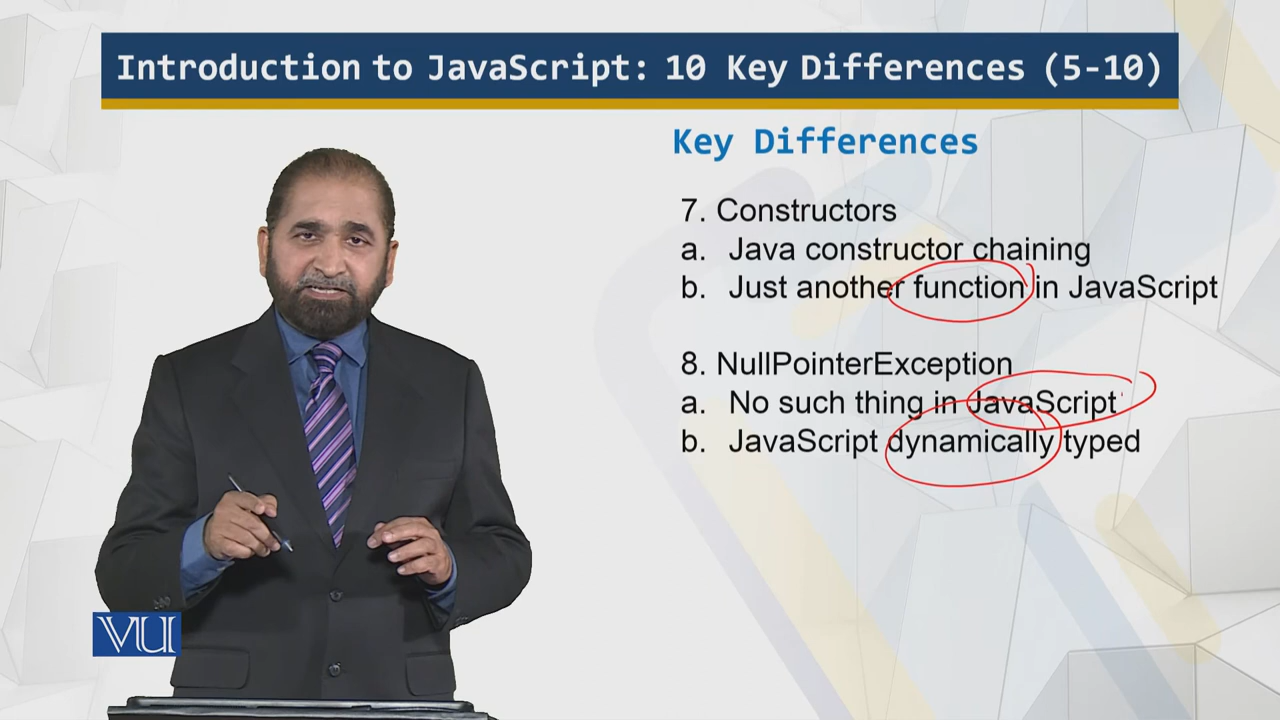 Introduction to JavaScript: 10 Key Differences (5-10)
Key Differences
7. Constructors
a. Java constructor chaining
b. Just another function in JavaScript
8. NullPointerException
a. No such thing in JavaScript
b. JavaScript dynamically typed
VU